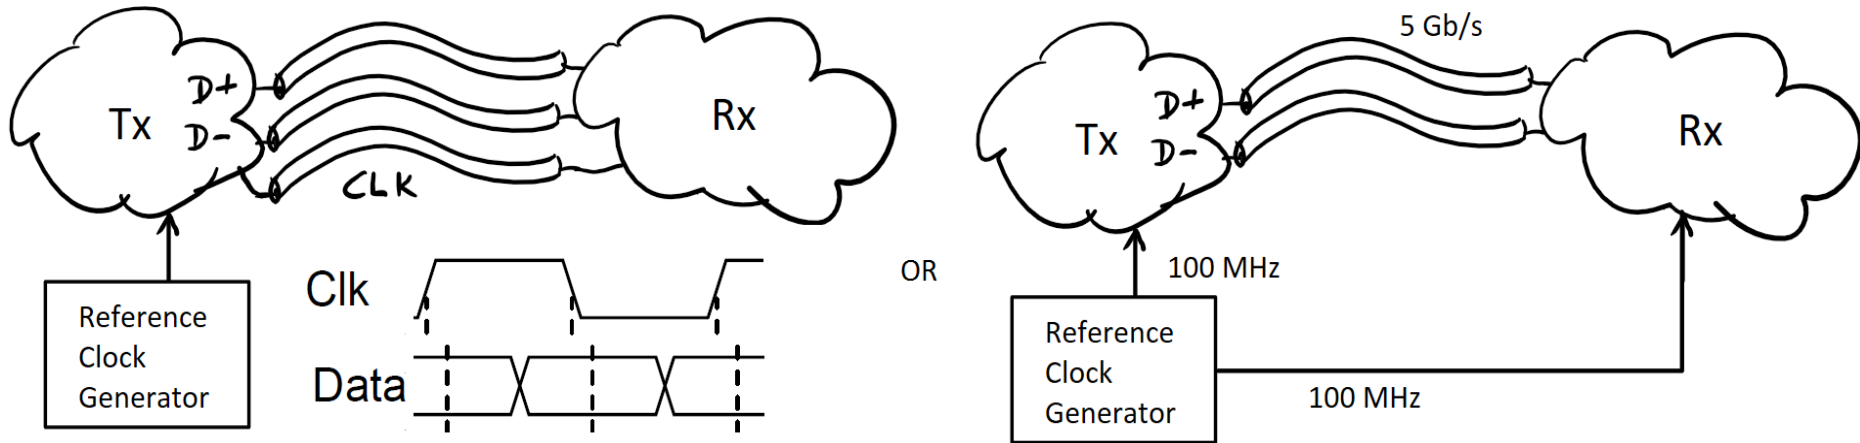 D+
Tx
D-
Rx
CLK
Reference
Clock
Generator
Clk
Data
OR
5 Gb/s
D+
Tx
D-
Rx
100 MHz
Reference
Clock
Generator
100 MHz